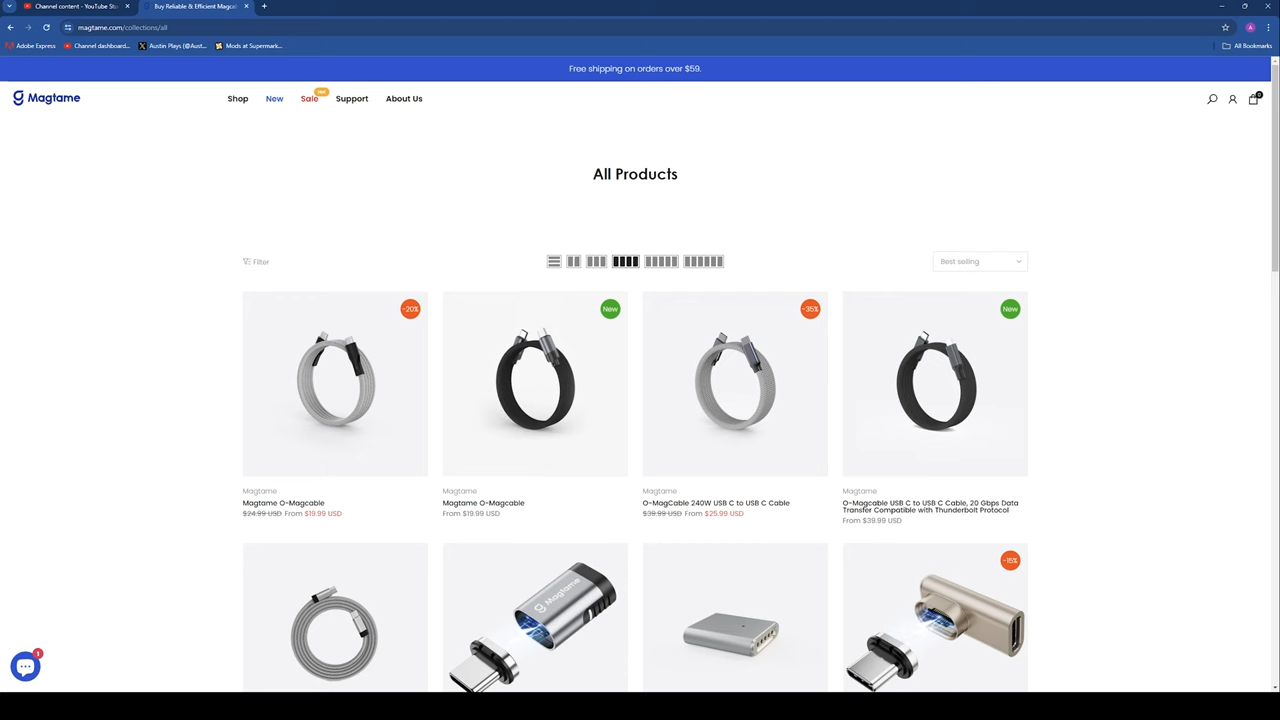 Channel content - YouTube Stu
Buy Reliable & Efficient Magca
magtame.com/collections/all
A
Adobe Express
Channel dashboard...
Austin Plays (@Aust...
Mods at Supermark...
All Bookmarks
Free shipping on orders over $59.
Magtame
Shop
New
Sale
Hot
Support
About Us
0
All Products
Filter
Best selling
-20%
New
-35%
New
Magtame
Magtame O-Magcable
$24.99 USD From $19.99 USD
Magtame
Magtame O-Magcable
From $19.99 USD
Magtame
O-MagCable 240W USB C to USB C Cable
$39.99 USD From $25.99 USD
Magtame
O-Magcable USB C to USB C Cable, 20 Gbps Data
Transfer Compatible with Thunderbolt Protocol
From $39.99 USD
Magtame
-15%
1